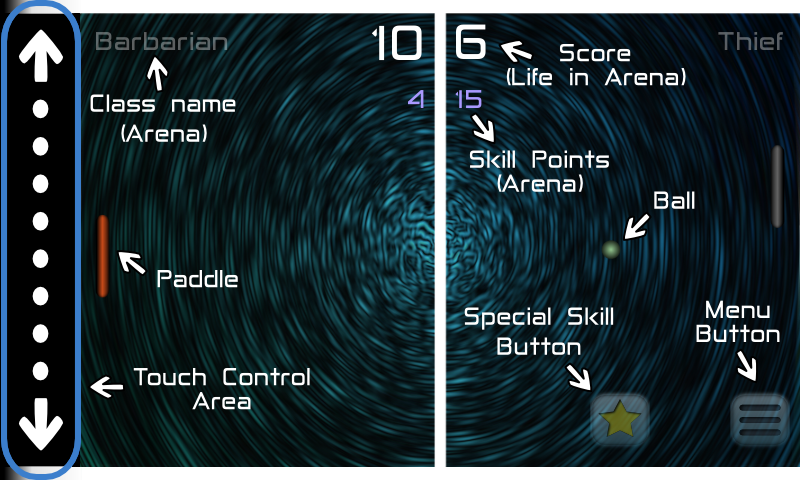 Barbarian
10
4
Class name
(Arena)
Paddle
Touch Control
Area
6
Thief
Score
(Life in Arena)
15
Skill Points
(Arena)
Ball
Special Skill
Button
Menu
Button